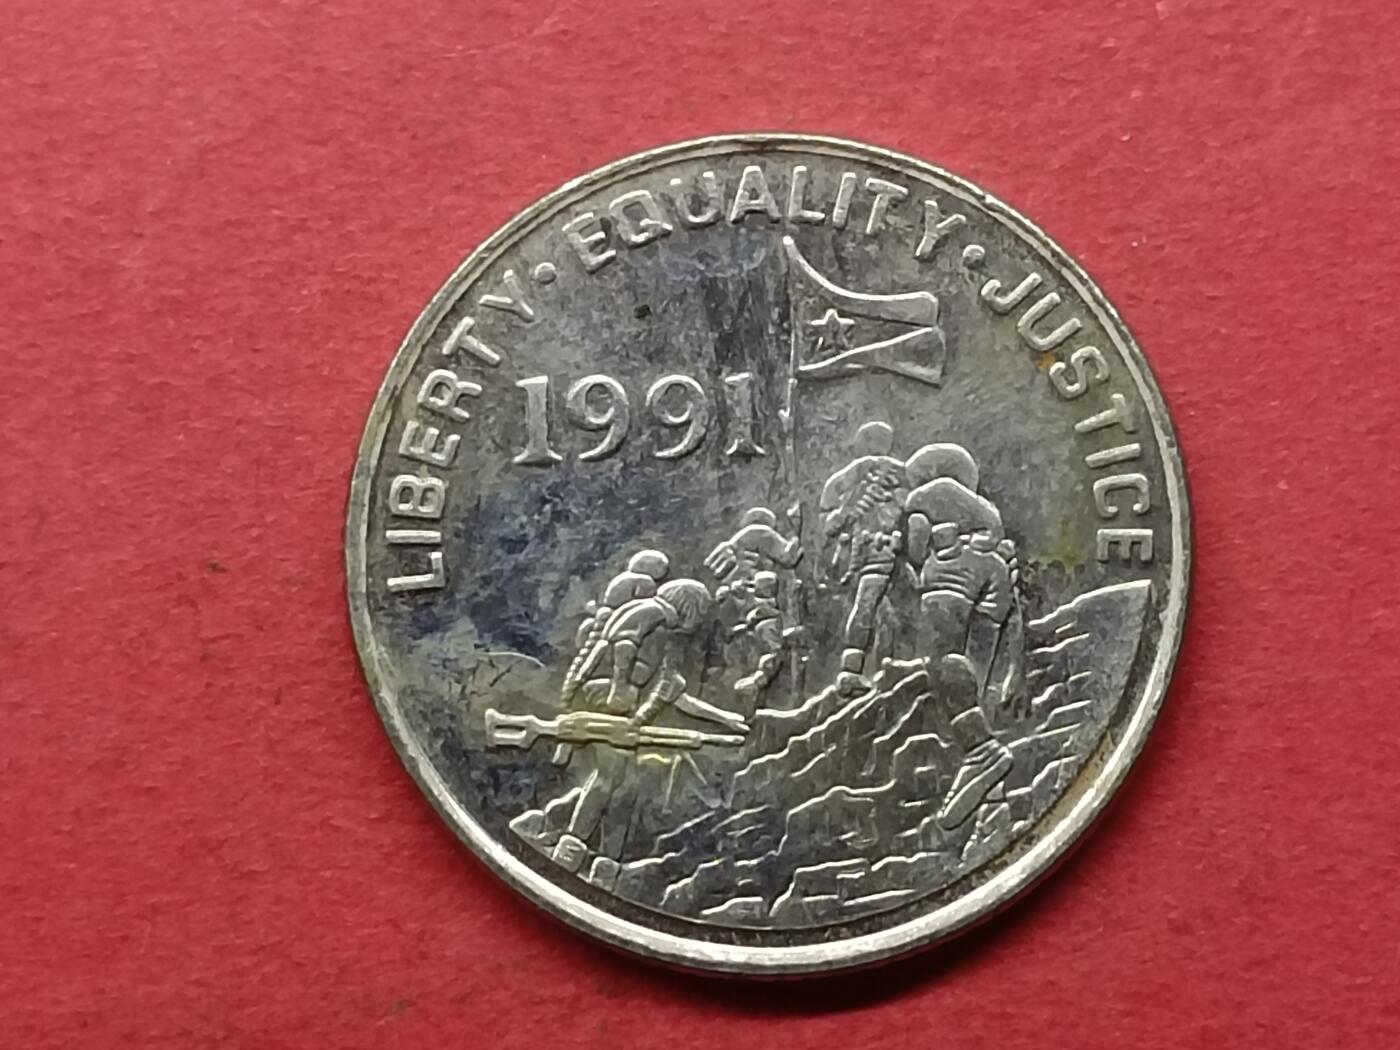 LIBERTY · EQUALITY · JUSTICE
1991